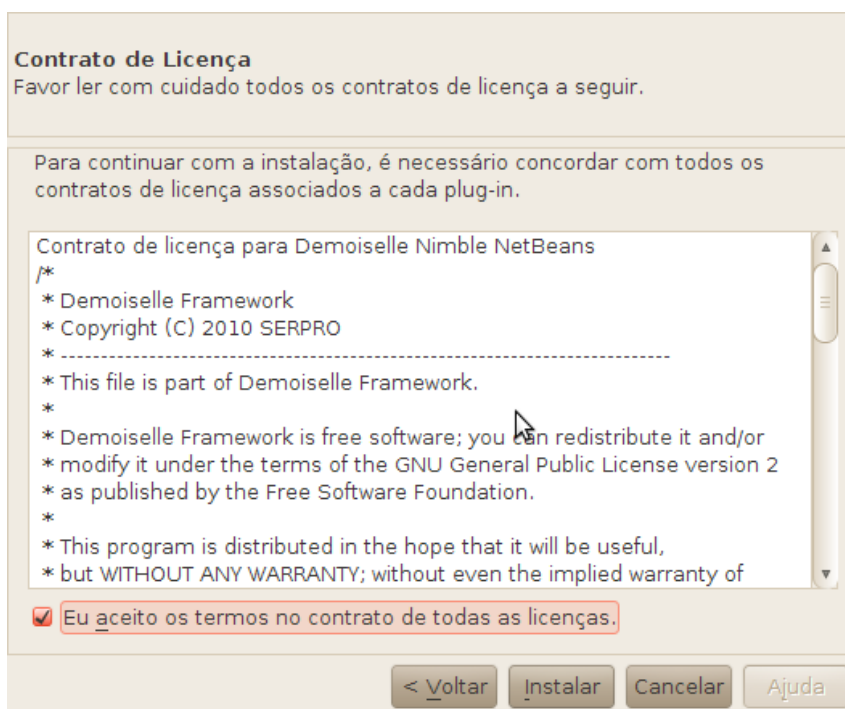 Contrato de Licença
Favor ler com cuidado todos os contratos de licença a seguir.
Para continuar com a instalação, é necessário concordar com todos os
contratos de licença associados a cada plug-in.
Contrato de licença para Demoiselle Nimble NetBeans
/*
* Demoiselle Framework
* Copyright (C) 2010 SERPRO
* ----------------------------------------------------------------------------
* This file is part of Demoiselle Framework.
*
* Demoiselle Framework is free software; you can redistribute it and/or
* modify it under the terms of the GNU General Public License version 2
* as published by the Free Software Foundation.
*
* This program is distributed in the hope that it will be useful,
* but WITHOUT ANY WARRANTY; without even the implied warranty of
Eu aceito os termos no contrato de todas as licenças.
< Voltar Instalar Cancelar Ajuda